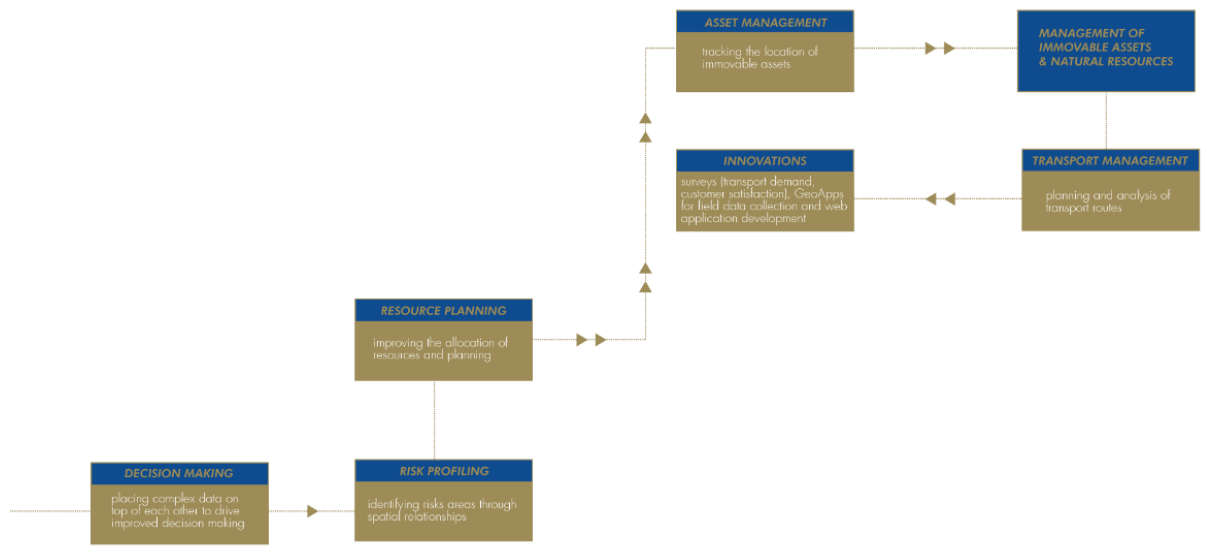 ASSET MANAGEMENT
tracking the location of
immovable assets
MANAGEMENT OF
IMMOVABLE ASSETS
& NATURAL RESOURCES
INNOVATIONS
surveys (transport demand,
customer satisfaction), GeoApps
for field data collection and web
application development
TRANSPORT MANAGEMENT
planning and analysis of
transport routes
RESOURCE PLANNING
improving the allocation of
resources and planning
DECISION MAKING
placing complex data on
top of each other to drive
improved decision making
RISK PROFILING
identifying risks areas through
spatial relationships